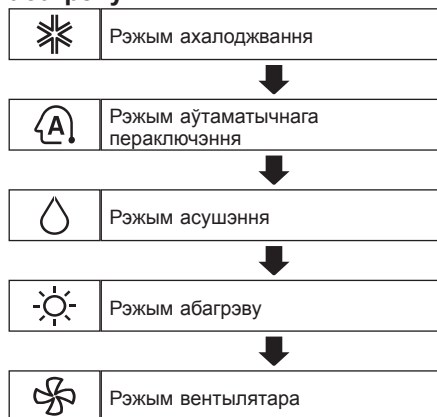 Рэжым ахалоджвання
A
Рэжым аўтаматычнага
пераключэння
Рэжым асушэння
Рэжым абагрэву
Рэжым вентылятара